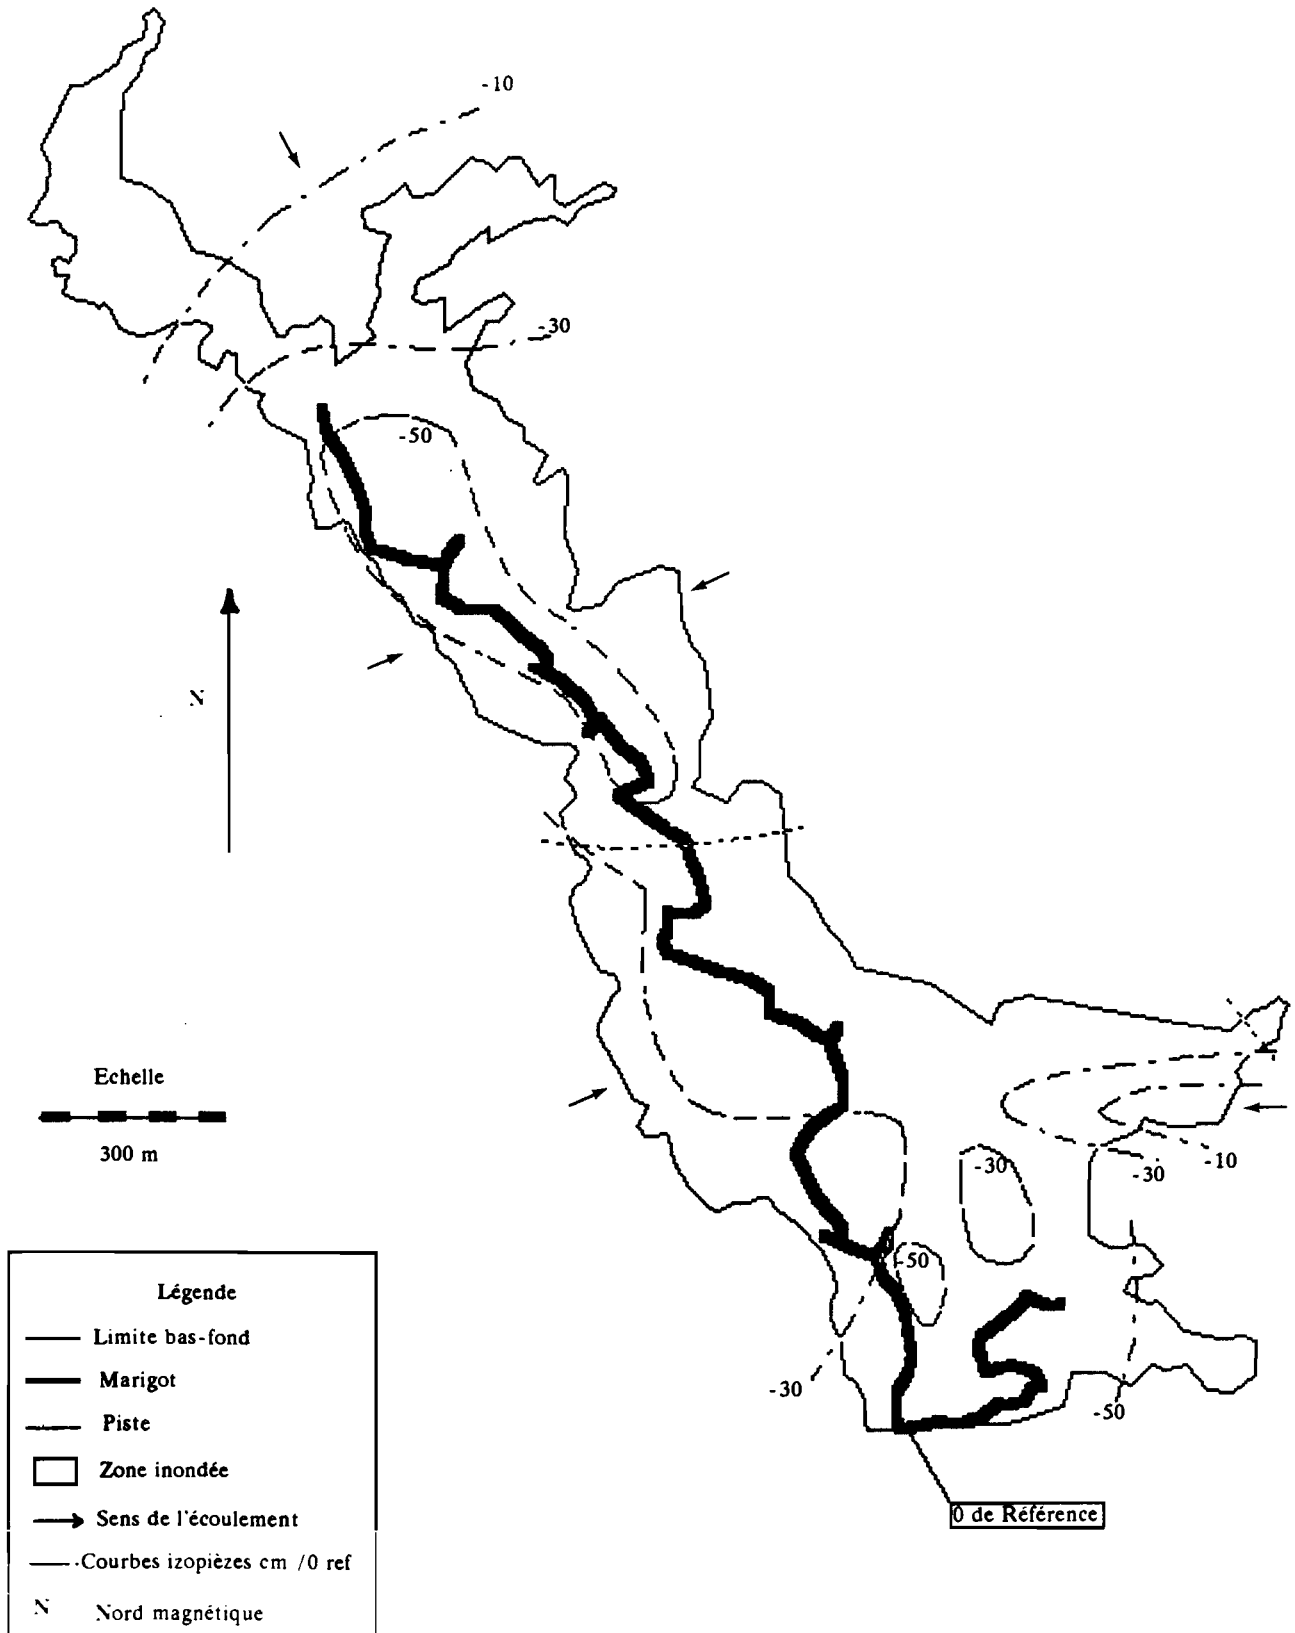 -10
-30
-50
N
Echelle
300 m
-30
-10
-30
-50
-30
-50
0 de Référence
Légende
Limite bas-fond
Marigot
Piste
Zone inondée
Sens de l'écoulement
Courbes izopièzes cm /0 ref
N Nord magnétique